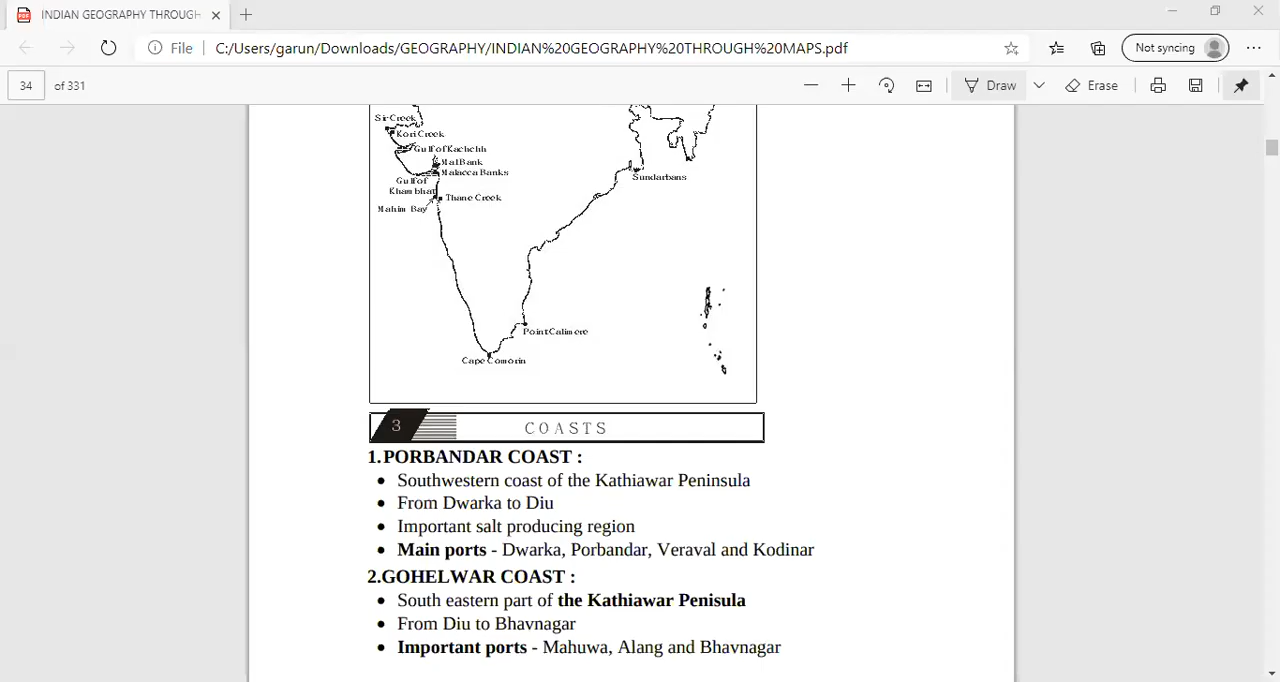 INDIAN GEOGRAPHY THROUGH
File C:/Users/garun/Downloads/GEOGRAPHY/INDIAN%20GEOGRAPHY%20THROUGH%20MAPS.pdf Not syncing
34 of 331 Draw Erase
Sir Creek
Kori Creek
Gulf of Kachchh
Mal Bank
Malacca Banks
Gulf of
Khambhat
Thane Creek
Mahim Bay
Sundarbans
Point Calimere
Cape Comorin
3 COASTS
1.PORBANDAR COAST :
• Southwestern coast of the Kathiawar Peninsula
• From Dwarka to Diu
• Important salt producing region
• Main ports - Dwarka, Porbandar, Veraval and Kodinar
2.GOHELWAR COAST :
• South eastern part of the Kathiawar Penisula
• From Diu to Bhavnagar
• Important ports - Mahuwa, Alang and Bhavnagar